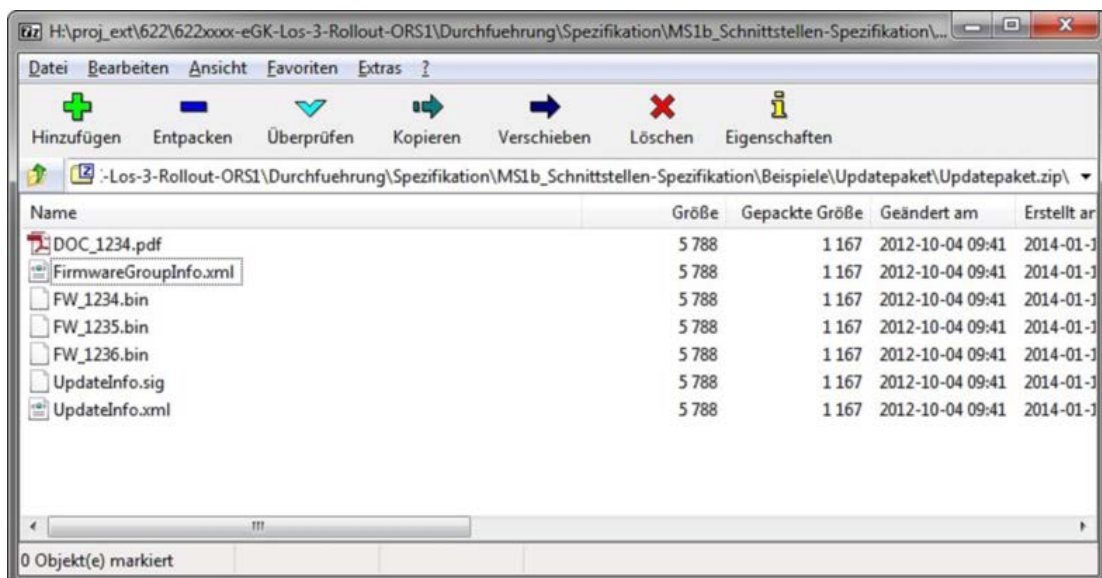 7z H:\proj_ext\622\622xxxx-eGK-Los-3-Rollout-ORS1\Durchfuehrung\Spezifikation\MS1b_Schnittstellen-Spezifikation\...
Datei Bearbeiten Ansicht Favoriten Extras ?
Hinzufügen Entpacken Überprüfen Kopieren Verschieben Löschen Eigenschaften
:-Los-3-Rollout-ORS1\Durchfuehrung\Spezifikation\MS1b_Schnittstellen-Spezifikation\Beispiele\Updatepaket\Updatepaket.zip\
Name Größe Gepackte Größe Geändert am Erstellt ar
DOC_1234.pdf 5 788 1 167 2012-10-04 09:41 2014-01-1
FirmwareGroupInfo.xml 5 788 1 167 2012-10-04 09:41 2014-01-1
FW_1234.bin 5 788 1 167 2012-10-04 09:41 2014-01-1
FW_1235.bin 5 788 1 167 2012-10-04 09:41 2014-01-1
FW_1236.bin 5 788 1 167 2012-10-04 09:41 2014-01-1
UpdateInfo.sig 5 788 1 167 2012-10-04 09:41 2014-01-1
UpdateInfo.xml 5 788 1 167 2012-10-04 09:41 2014-01-1
0 Objekt(e) markiert